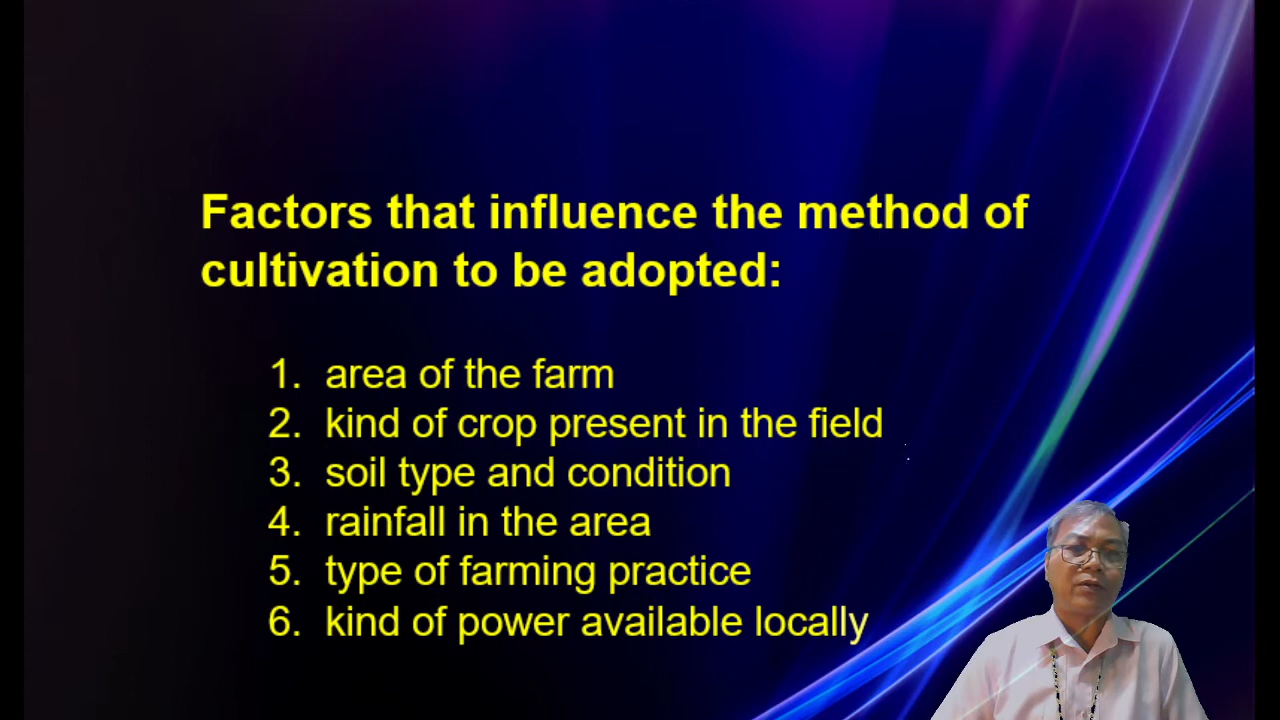 Factors that influence the method of
cultivation to be adopted:
1. area of the farm
2. kind of crop present in the field
3. soil type and condition
4. rainfall in the area
5. type of farming practice
6. kind of power available locally